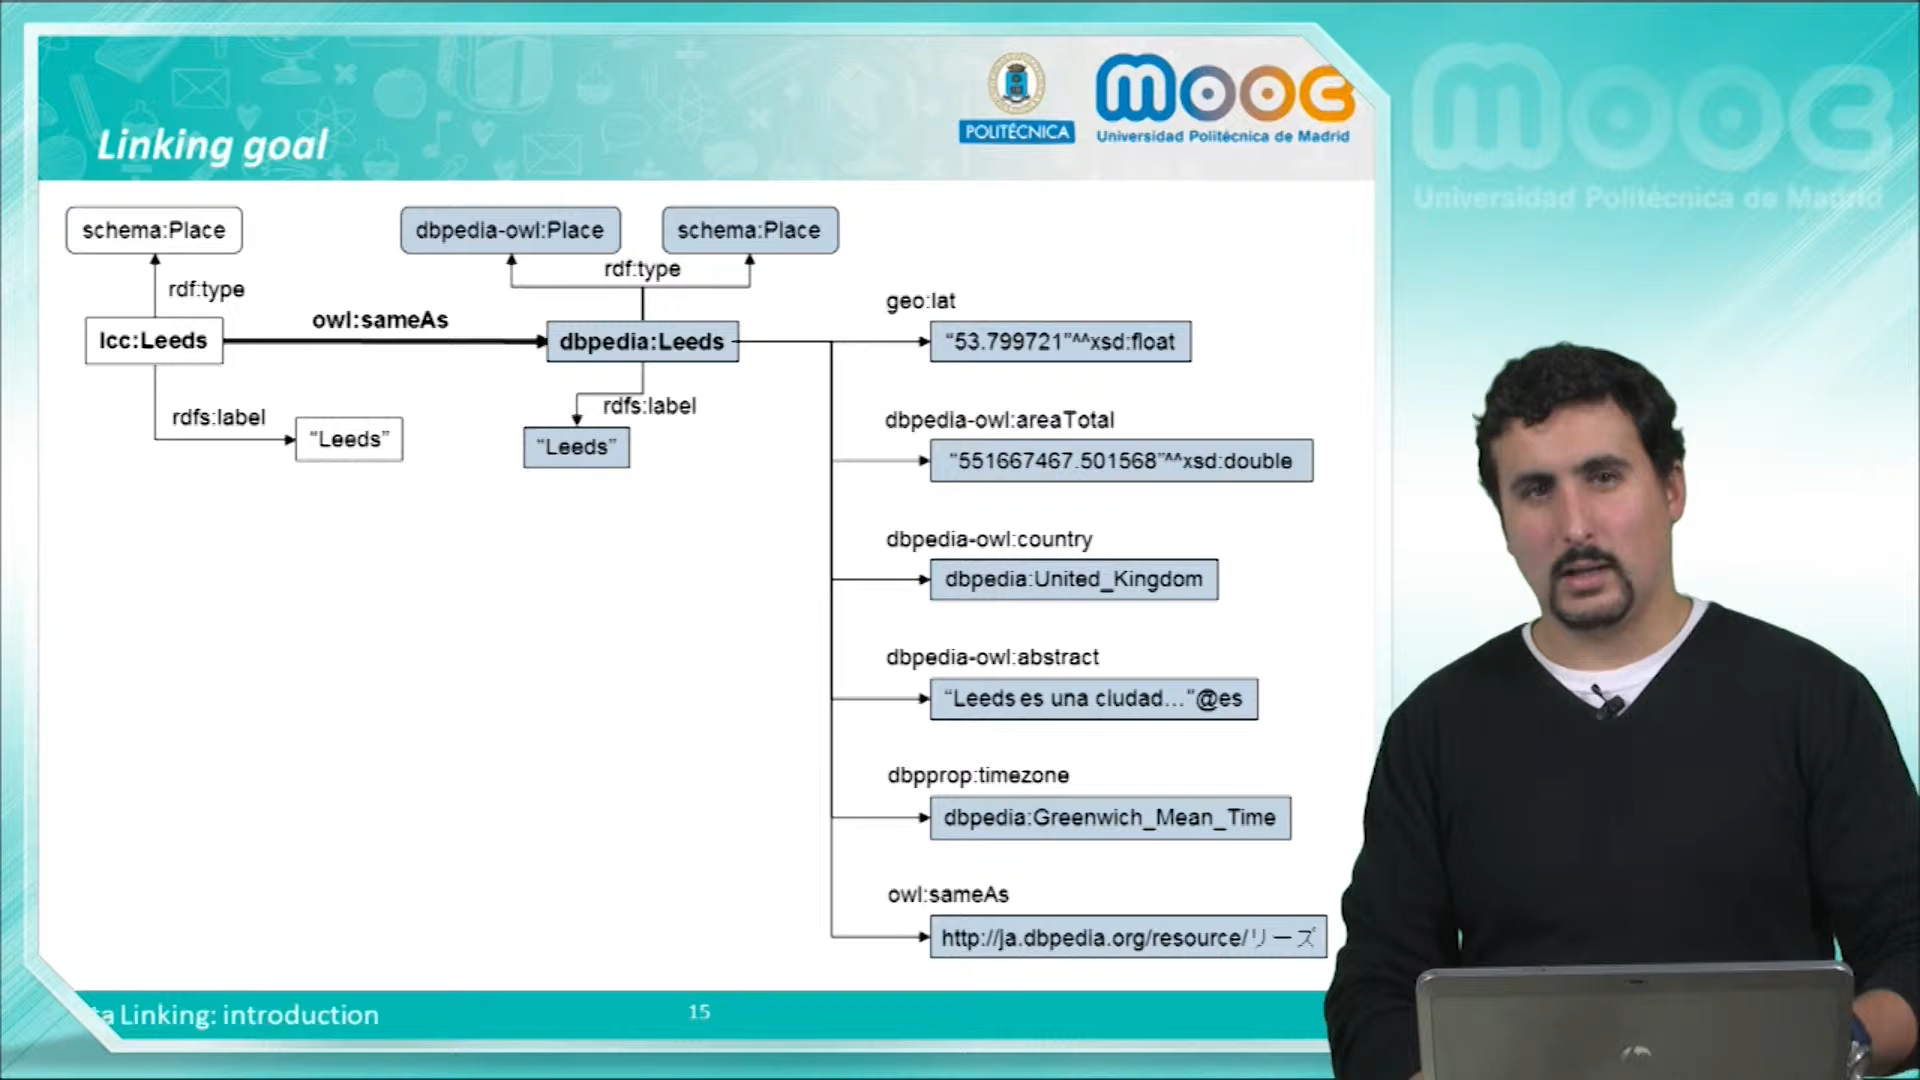 Linking goal
POLITÉCNICA
mooc
Universidad Politécnica de Madrid
mooc
Universidad Politécnica de Madrid
schema:Place
dbpedia-owl:Place
schema:Place
rdf:type
rdf:type
owl:sameAs
lcc:Leeds
dbpedia:Leeds
geo:lat
“53.799721”^^xsd:float
rdfs:label
“Leeds”
rdfs:label
“Leeds”
dbpedia-owl:areaTotal
“551667467.501568”^^xsd:double
dbpedia-owl:country
dbpedia:United_Kingdom
dbpedia-owl:abstract
“Leeds es una ciudad...”@es
dbpprop:timezone
dbpedia:Greenwich_Mean_Time
owl:sameAs
http://ja.dbpedia.org/resource/リーズ
ta Linking: introduction
15